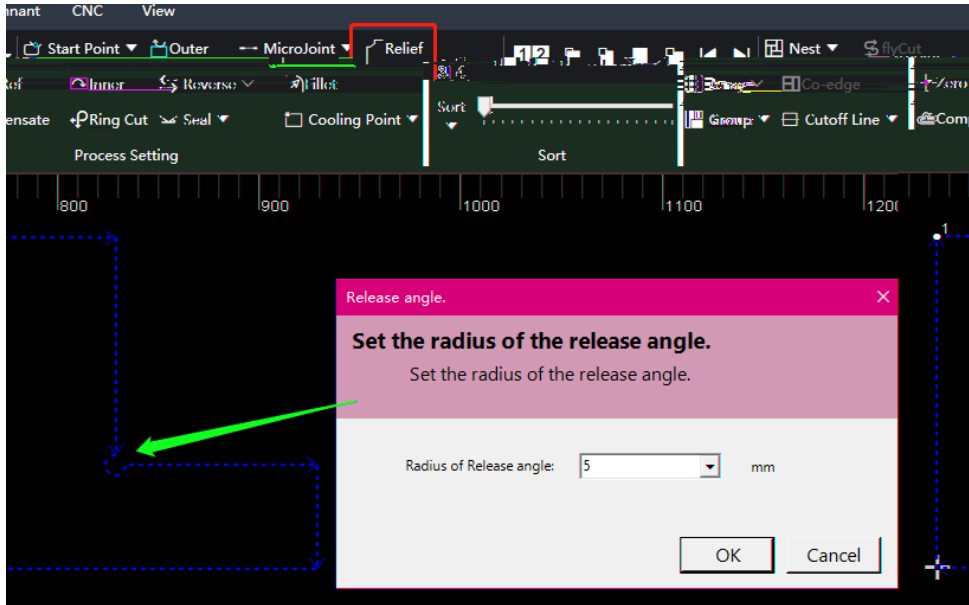 nnant CNC View
Start Point Outer MicroJoint Relief 1 2 Nest flyCut
Inner Reverse Fillet Co-edge Zero
ensate Ring Cut Seal Cooling Point Sort Group Cutoff Line Comp
Process Setting Sort
800 900 1000 1100 1200
1
Release angle.
Set the radius of the release angle.
Set the radius of the release angle.
Radius of Release angle: 5 mm
OK Cancel